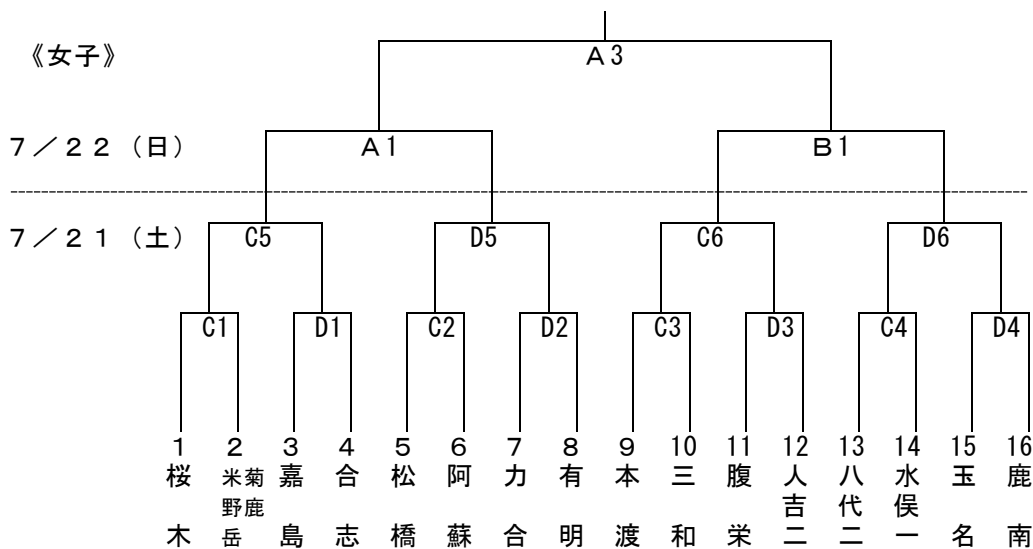 《女子》
A3
7／22（日）
A1
B1
7／21（土）
C5
D5
C6
D6
C1
D1
C2
D2
C3
D3
C4
D4
1 2 3 4 5 6 7 8 9 10 11 12 13 14 15 16
桜木
菊鹿
米野岳
嘉島
合志
松橋
阿蘇
力合
有明
本渡
三和
腹栄
人吉二
八代二
水俣一
玉名
鹿南